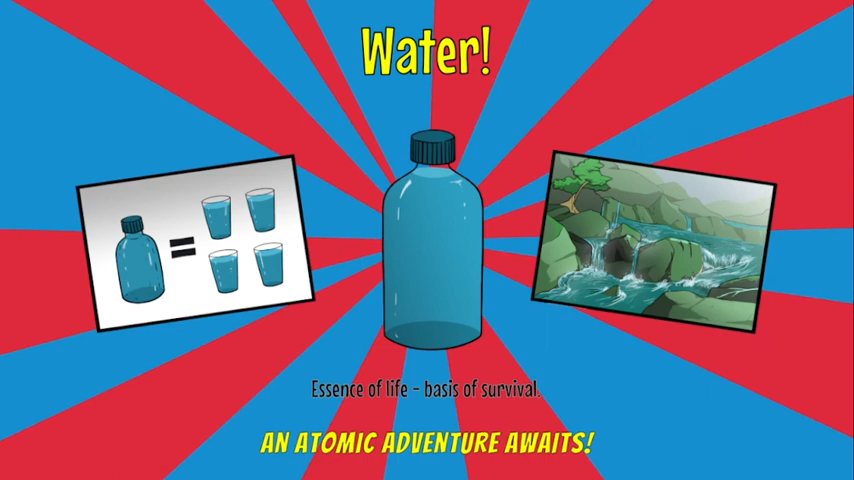 Water!
Essence of life - basis of survival.
AN ATOMIC ADVENTURE AWAITS!